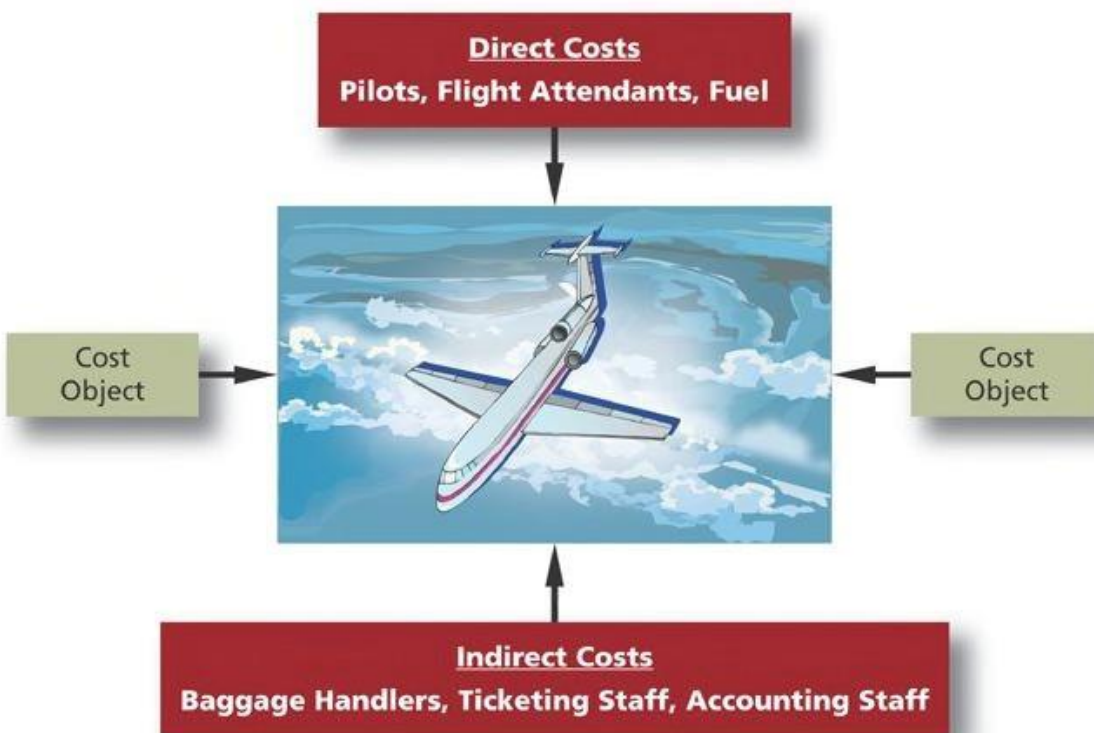 Direct Costs
Pilots, Flight Attendants, Fuel
Cost
Object
Cost
Object
Indirect Costs
Baggage Handlers, Ticketing Staff, Accounting Staff